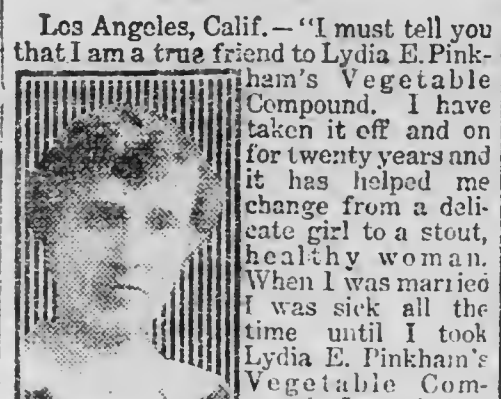 Los Angeles, Calif.—"I must tell you
that I am a true friend to Lydia E. Pink-
ham's Vegetable
Compound. I have
taken it off and on
for twenty years and
it has helped me
change from a deli-
cate girl to a stout,
healthy woman.
When I was married
I was sick all the
time until I took
Lydia E. Pinkham's
Vegetable Com-